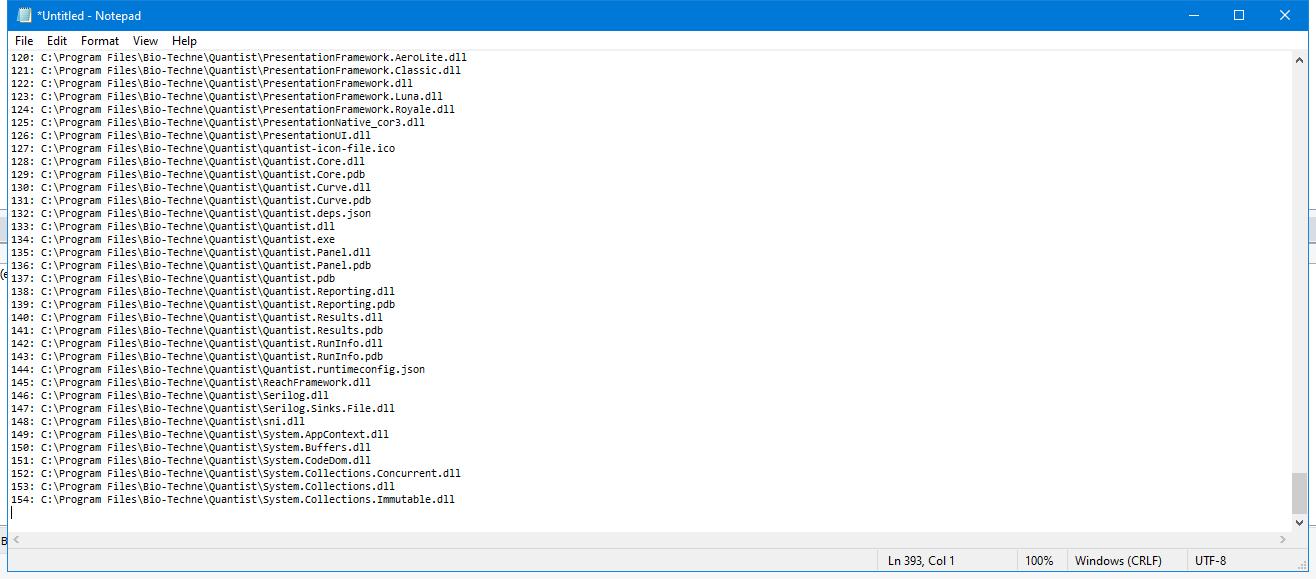 *Untitled - Notepad
File Edit Format View Help
120: C:\Program Files\Bio-Techne\Quantist\PresentationFramework.AeroLite.dll
121: C:\Program Files\Bio-Techne\Quantist\PresentationFramework.Classic.dll
122: C:\Program Files\Bio-Techne\Quantist\PresentationFramework.dll
123: C:\Program Files\Bio-Techne\Quantist\PresentationFramework.Luna.dll
124: C:\Program Files\Bio-Techne\Quantist\PresentationFramework.Royale.dll
125: C:\Program Files\Bio-Techne\Quantist\PresentationNative_cor3.dll
126: C:\Program Files\Bio-Techne\Quantist\PresentationUI.dll
127: C:\Program Files\Bio-Techne\Quantist\quantist-icon-file.ico
128: C:\Program Files\Bio-Techne\Quantist\Quantist.Core.dll
129: C:\Program Files\Bio-Techne\Quantist\Quantist.Core.pdb
130: C:\Program Files\Bio-Techne\Quantist\Quantist.Curve.dll
131: C:\Program Files\Bio-Techne\Quantist\Quantist.Curve.pdb
132: C:\Program Files\Bio-Techne\Quantist\Quantist.deps.json
133: C:\Program Files\Bio-Techne\Quantist\Quantist.dll
134: C:\Program Files\Bio-Techne\Quantist\Quantist.exe
135: C:\Program Files\Bio-Techne\Quantist\Quantist.Panel.dll
136: C:\Program Files\Bio-Techne\Quantist\Quantist.Panel.pdb
137: C:\Program Files\Bio-Techne\Quantist\Quantist.pdb
138: C:\Program Files\Bio-Techne\Quantist\Quantist.Reporting.dll
139: C:\Program Files\Bio-Techne\Quantist\Quantist.Reporting.pdb
140: C:\Program Files\Bio-Techne\Quantist\Quantist.Results.dll
141: C:\Program Files\Bio-Techne\Quantist\Quantist.Results.pdb
142: C:\Program Files\Bio-Techne\Quantist\Quantist.RunInfo.dll
143: C:\Program Files\Bio-Techne\Quantist\Quantist.RunInfo.pdb
144: C:\Program Files\Bio-Techne\Quantist\Quantist.runtimeconfig.json
145: C:\Program Files\Bio-Techne\Quantist\ReachFramework.dll
146: C:\Program Files\Bio-Techne\Quantist\Serilog.dll
147: C:\Program Files\Bio-Techne\Quantist\Serilog.Sinks.File.dll
148: C:\Program Files\Bio-Techne\Quantist\sni.dll
149: C:\Program Files\Bio-Techne\Quantist\System.AppContext.dll
150: C:\Program Files\Bio-Techne\Quantist\System.Buffers.dll
151: C:\Program Files\Bio-Techne\Quantist\System.CodeDom.dll
152: C:\Program Files\Bio-Techne\Quantist\System.Collections.Concurrent.dll
153: C:\Program Files\Bio-Techne\Quantist\System.Collections.dll
154: C:\Program Files\Bio-Techne\Quantist\System.Collections.Immutable.dll
Ln 393, Col 1 100% Windows (CRLF) UTF-8